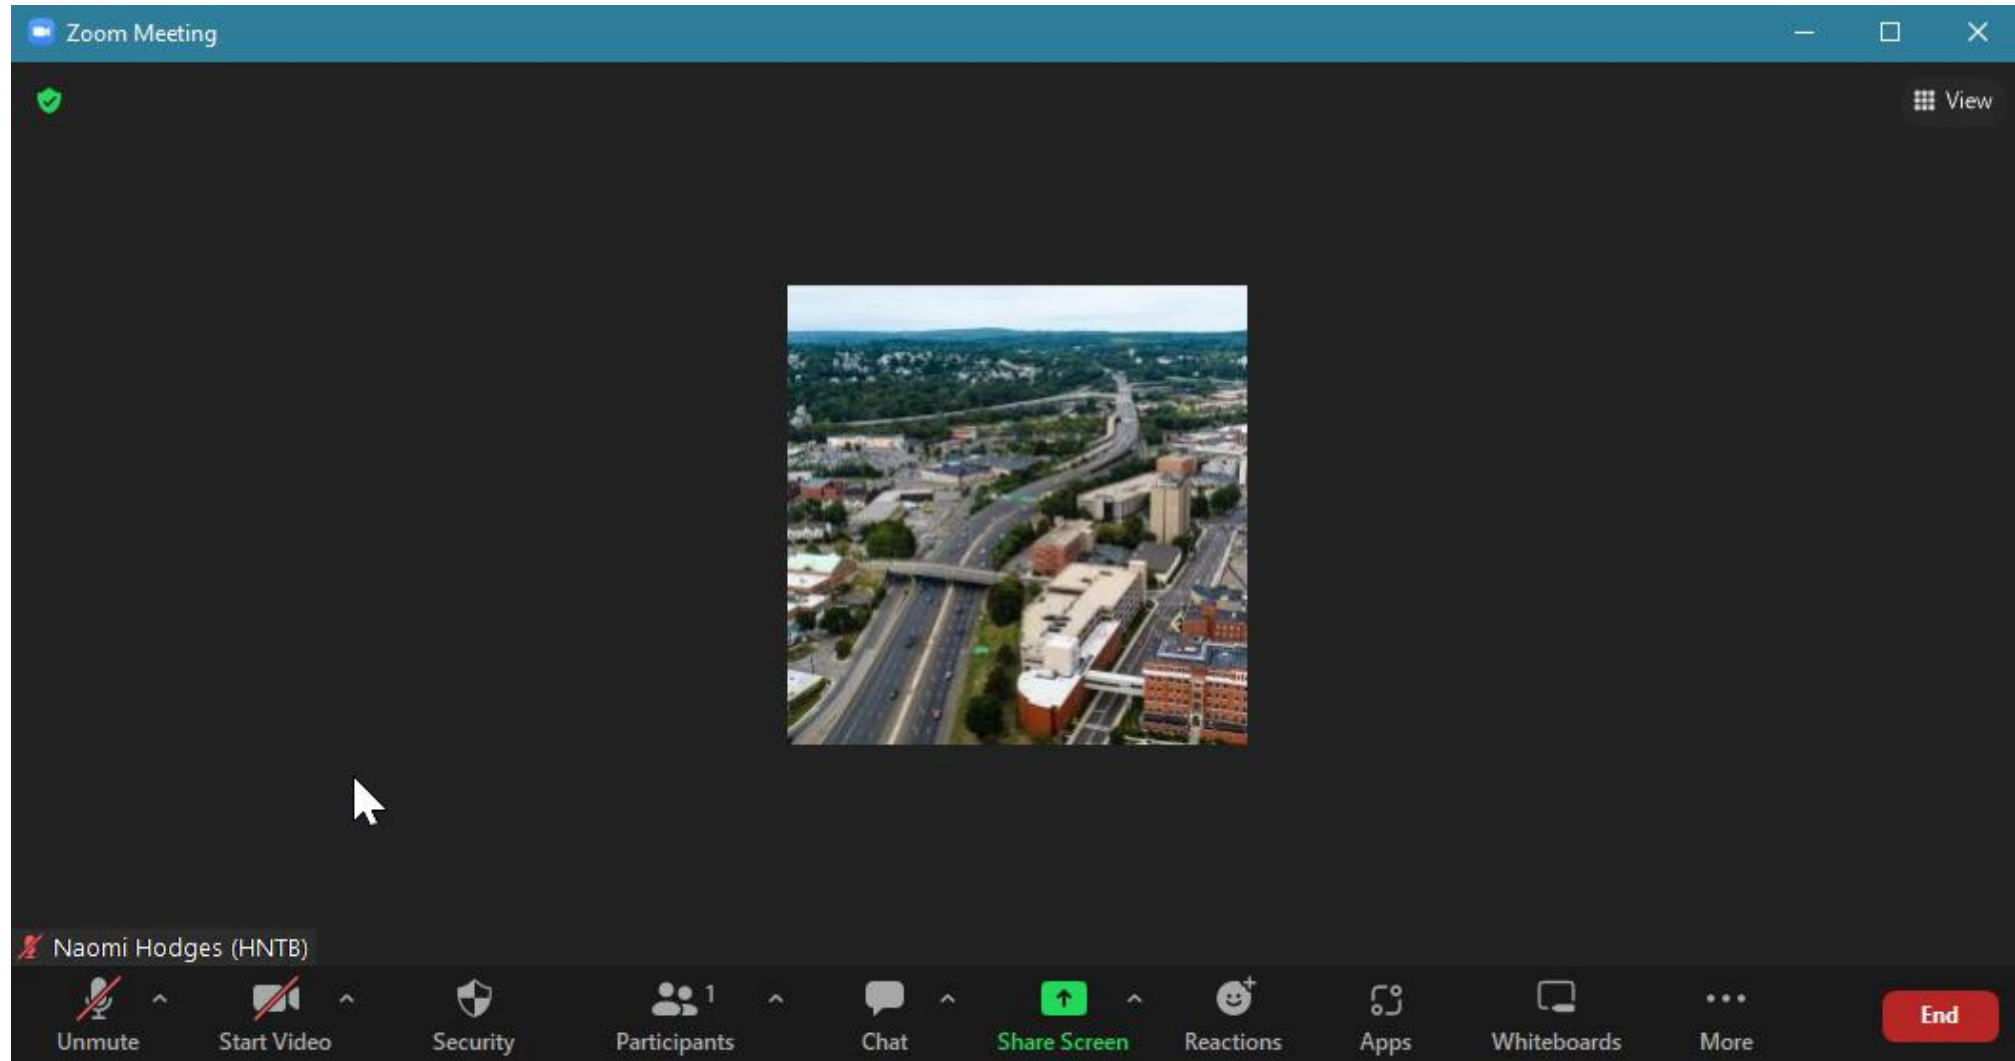 Zoom Meeting
View
Naomi Hodges (HNTB)
1
Unmute
Start Video
Security
Participants
Chat
Share Screen
Reactions
Apps
Whiteboards
More
End